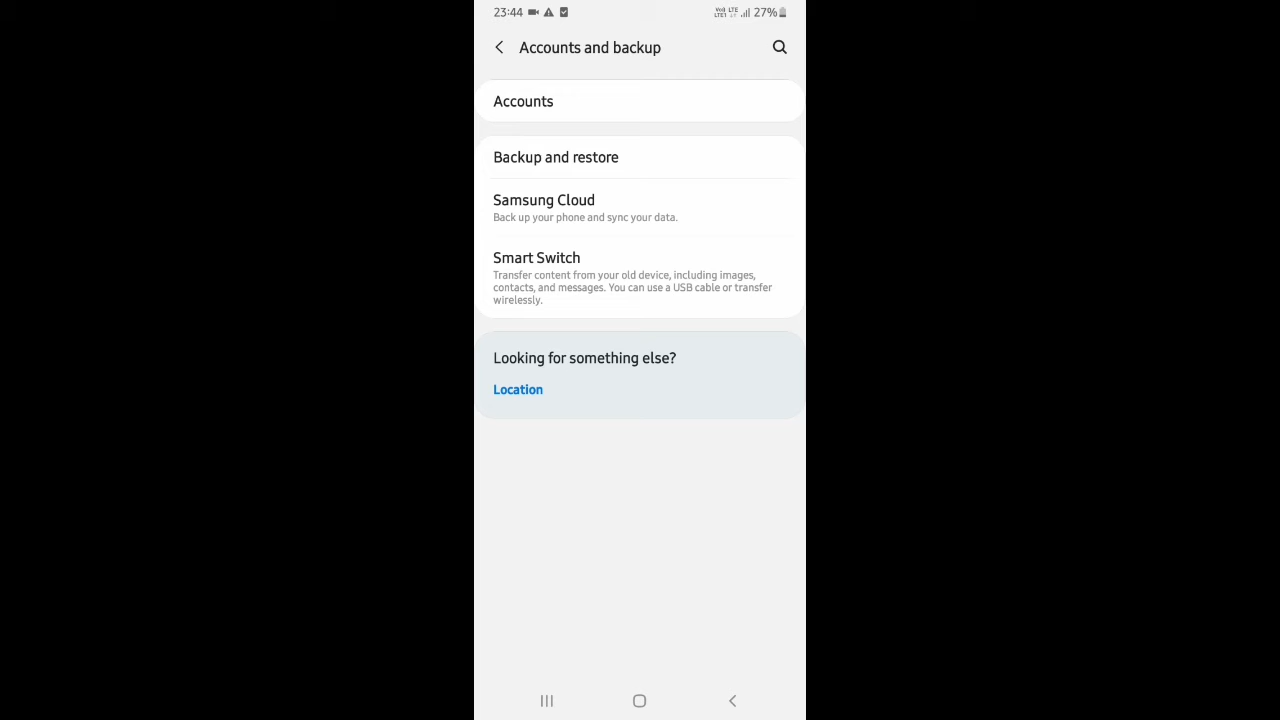 23:44 27%
Accounts and backup
Accounts
Backup and restore
Samsung Cloud
Back up your phone and sync your data.
Smart Switch
Transfer content from your old device, including images,
contacts, and messages. You can use a USB cable or transfer
wirelessly.
Looking for something else?
Location